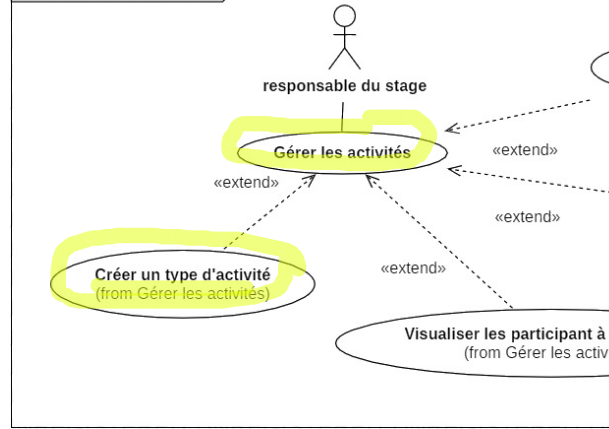 responsable du stage
Gérer les activités
«extend»
«extend»
«extend»
«extend»
Créer un type d'activité
(from Gérer les activités)
Visualiser les participant à
(from Gérer les activ